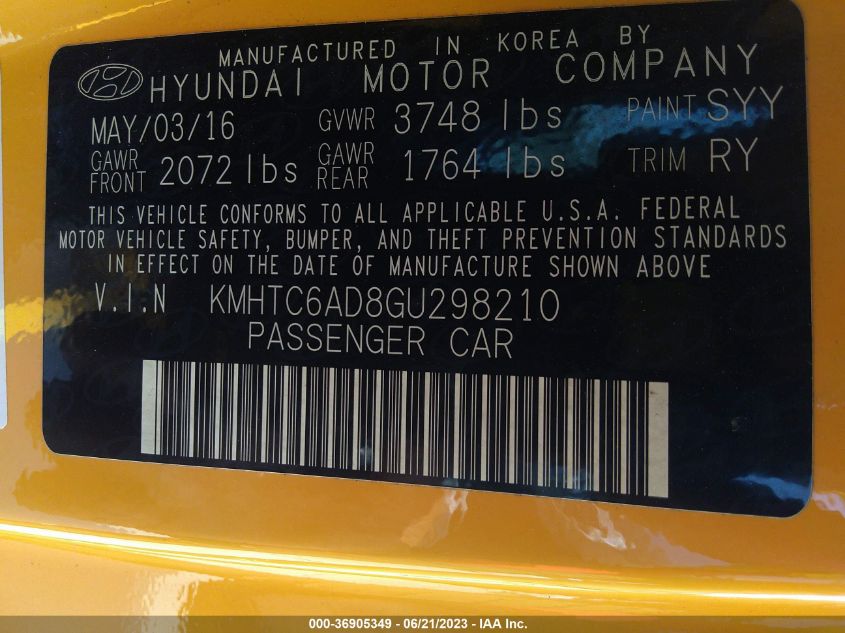 MANUFACTURED IN KOREA BY
HYUNDAI MOTOR COMPANY
MAY/03/16 GVWR 3748 lbs PAINT SYY
GAWR FRONT 2072 lbs GAWR REAR 1764 lbs TRIM RY
THIS VEHICLE CONFORMS TO ALL APPLICABLE U.S.A. FEDERAL
MOTOR VEHICLE SAFETY, BUMPER, AND THEFT PREVENTION STANDARDS
IN EFFECT ON THE DATE OF MANUFACTURE SHOWN ABOVE
V.I.N KMHTC6AD8GU298210
PASSENGER CAR
000-36905349 - 06/21/2023 - IAA Inc.